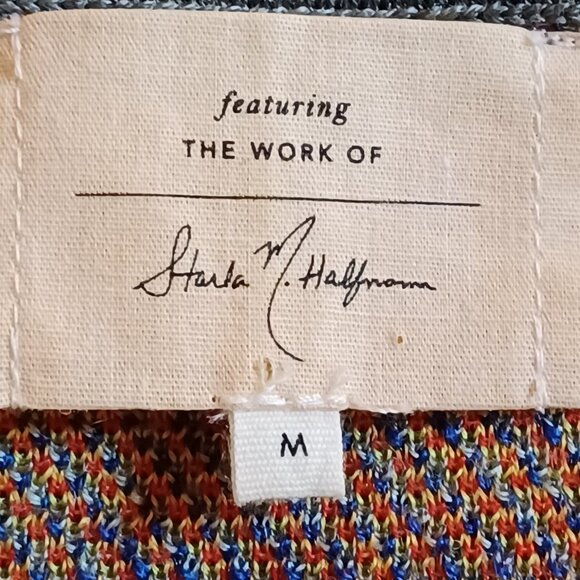 featuring
THE WORK OF
Starla M. Halfmann
M